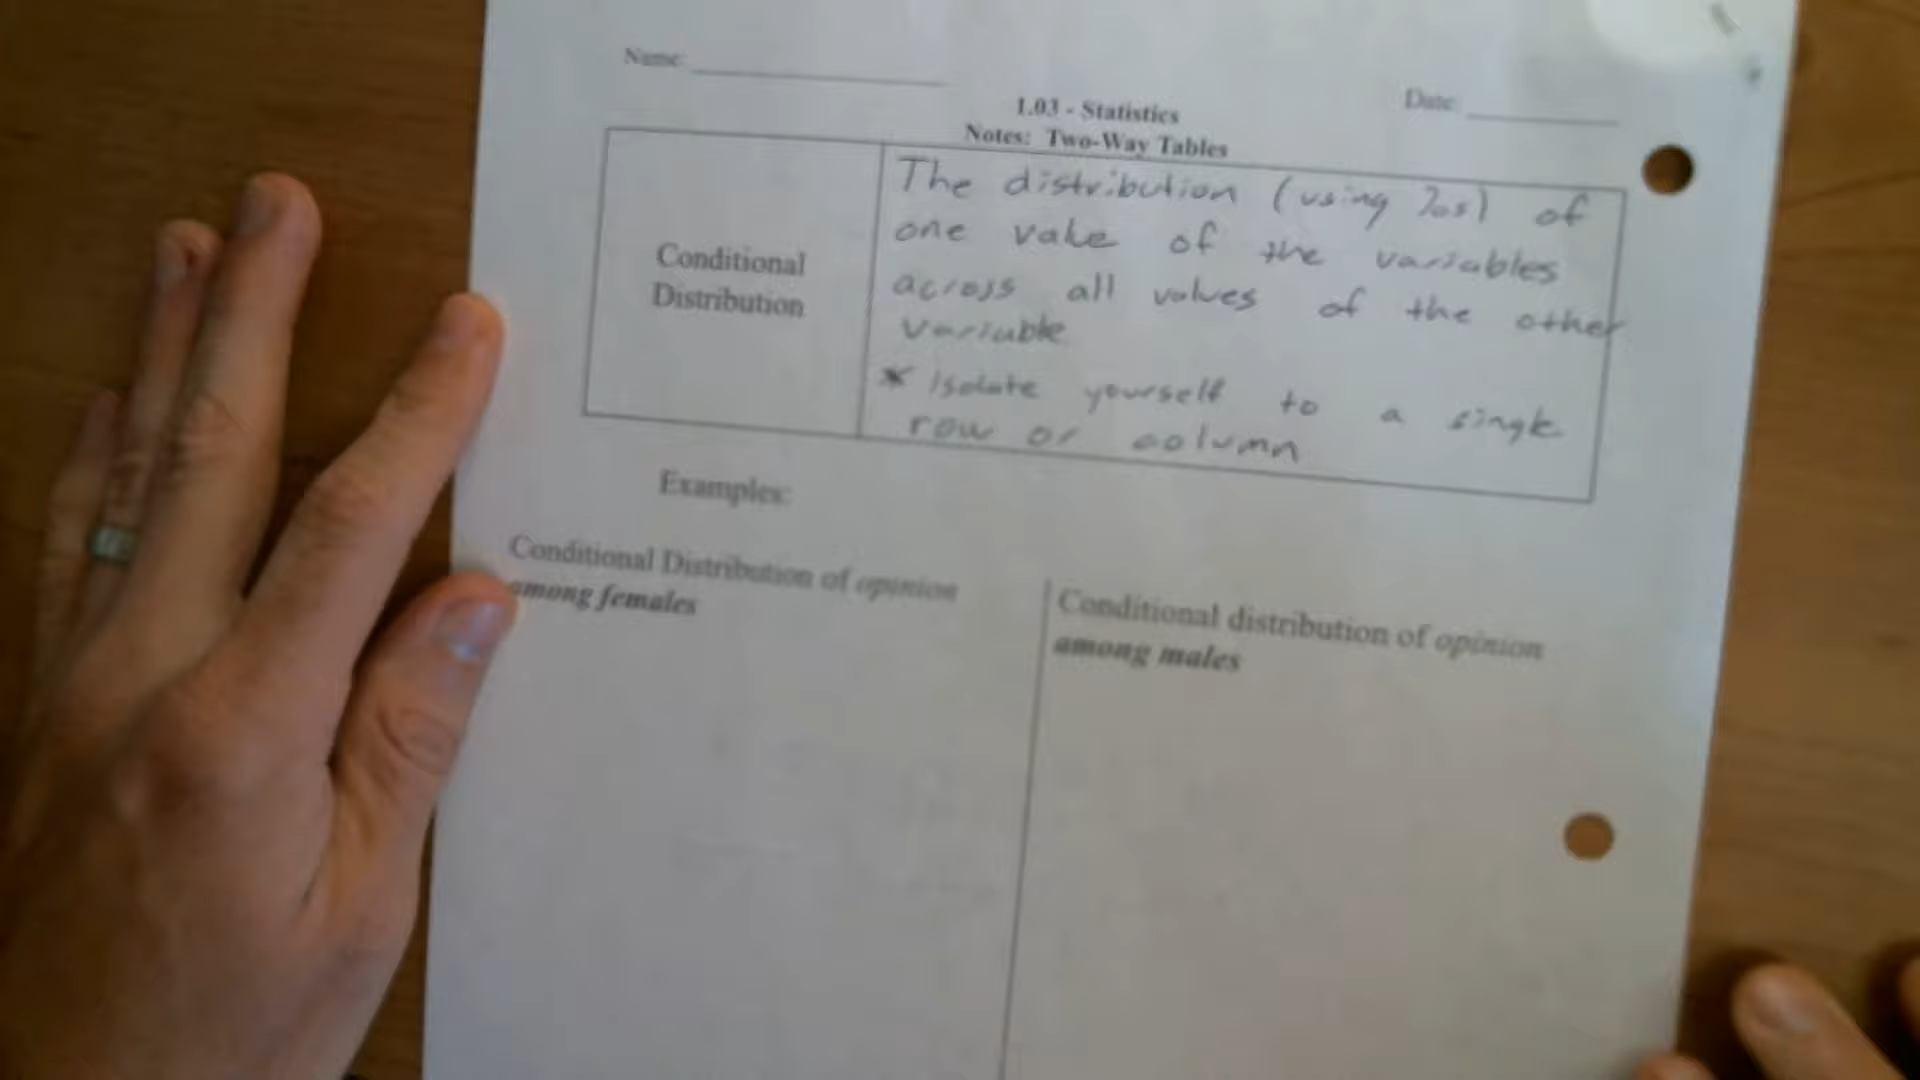 Name: Date:
1.03 - Statistics
Notes: Two-Way Tables
Conditional
Distribution
The distribution (using %s) of
one value of the variables
across all values of the other
variable
* Isolate yourself to a single
row or column
Examples:
Conditional Distribution of opinion
among females
Conditional distribution of opinion
among males